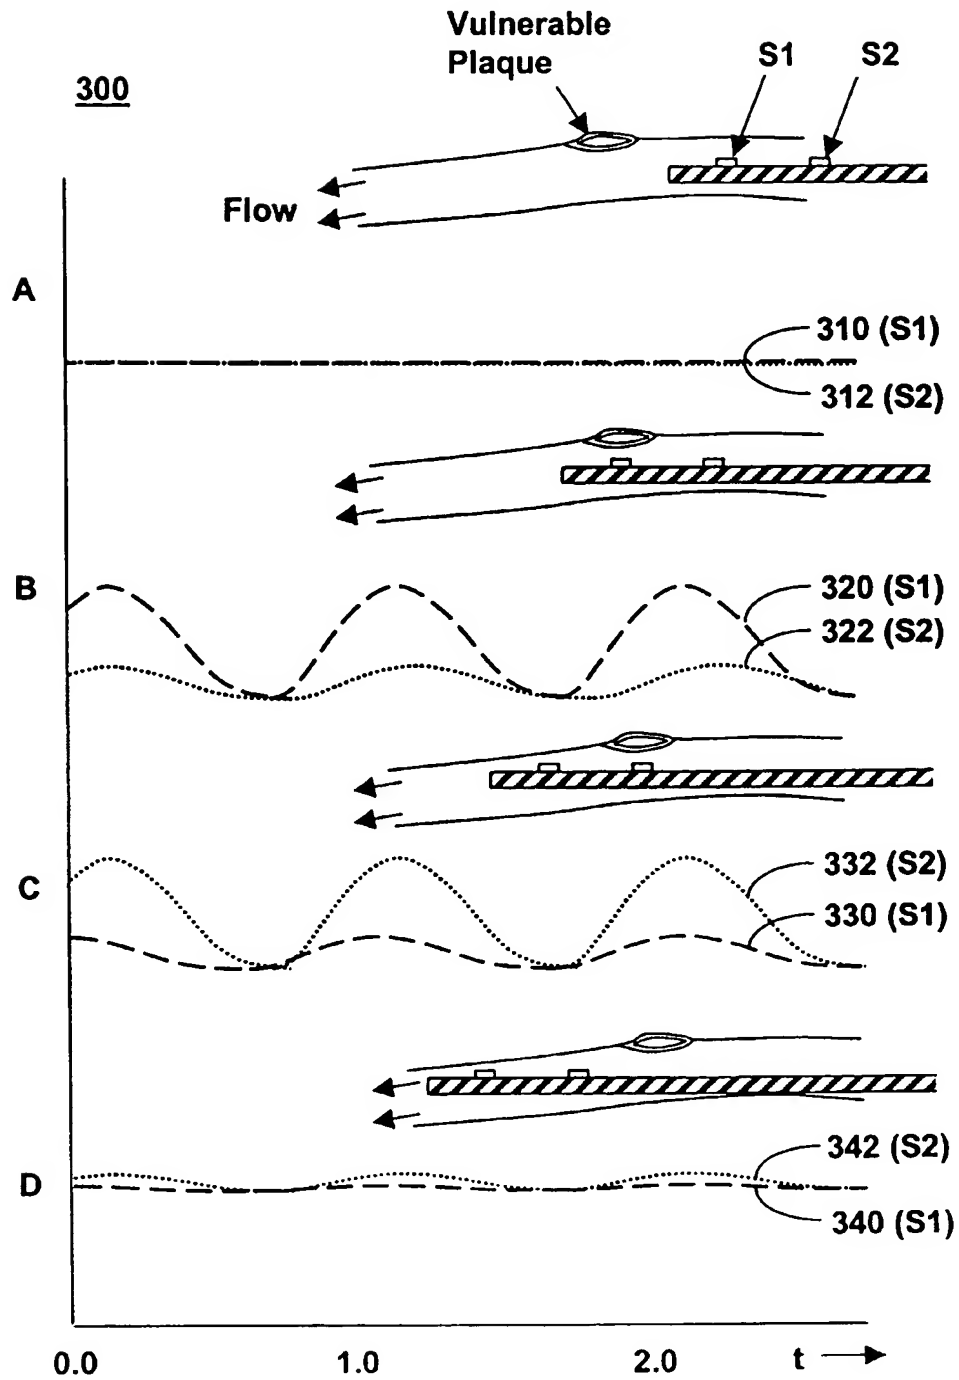 300
Vulnerable
Plaque
S1
S2
Flow
A
310 (S1)
312 (S2)
B
320 (S1)
322 (S2)
C
332 (S2)
330 (S1)
D
342 (S2)
340 (S1)
0.0 1.0 2.0 t